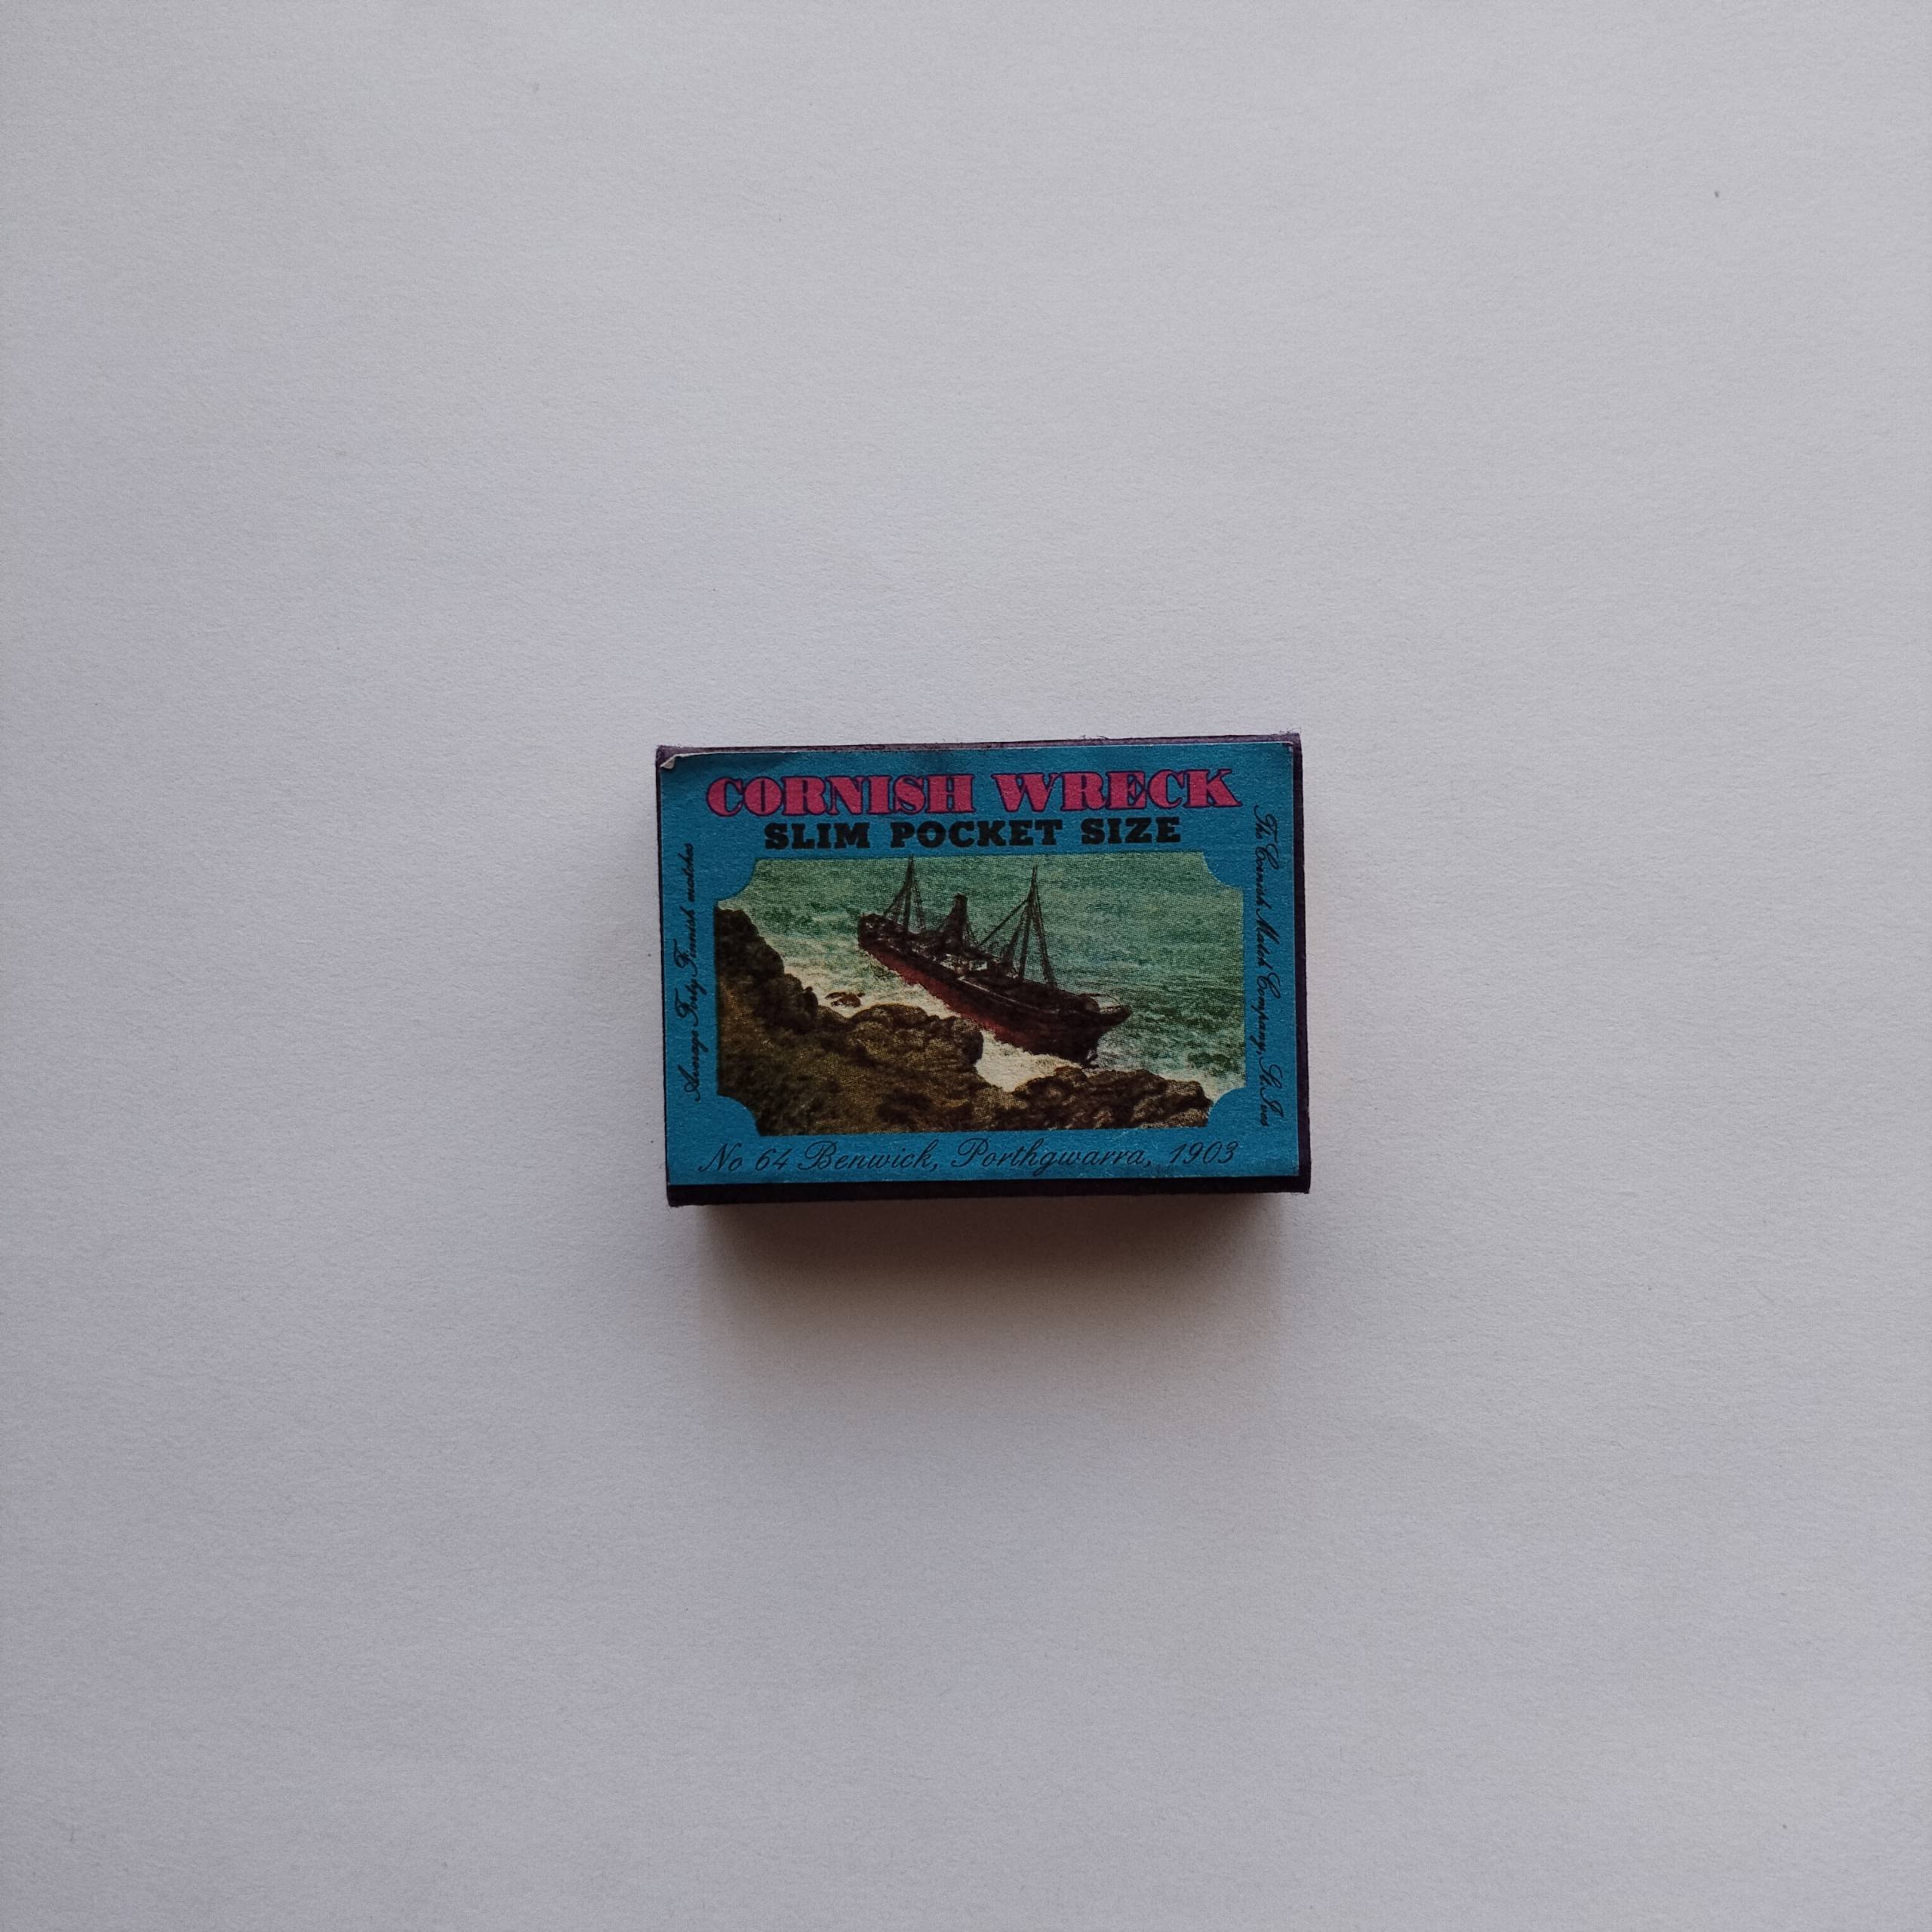 CORNISH WRECK
SLIM POCKET SIZE
Average Forty Finnish matches
The Cornish Match Company, St. Ives
No 64 Benwick, Porthgwarra, 1903